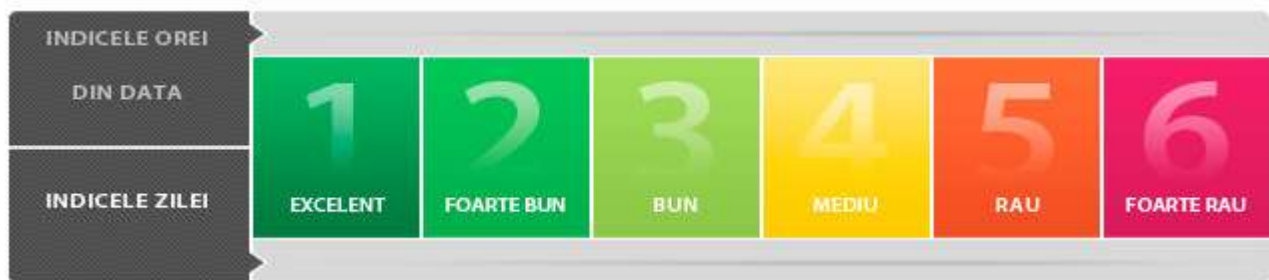 INDICELE OREI
DIN DATA
INDICELE ZILEI
1
EXCELENT
2
FOARTE BUN
3
BUN
4
MEDIU
5
RAU
6
FOARTE RAU